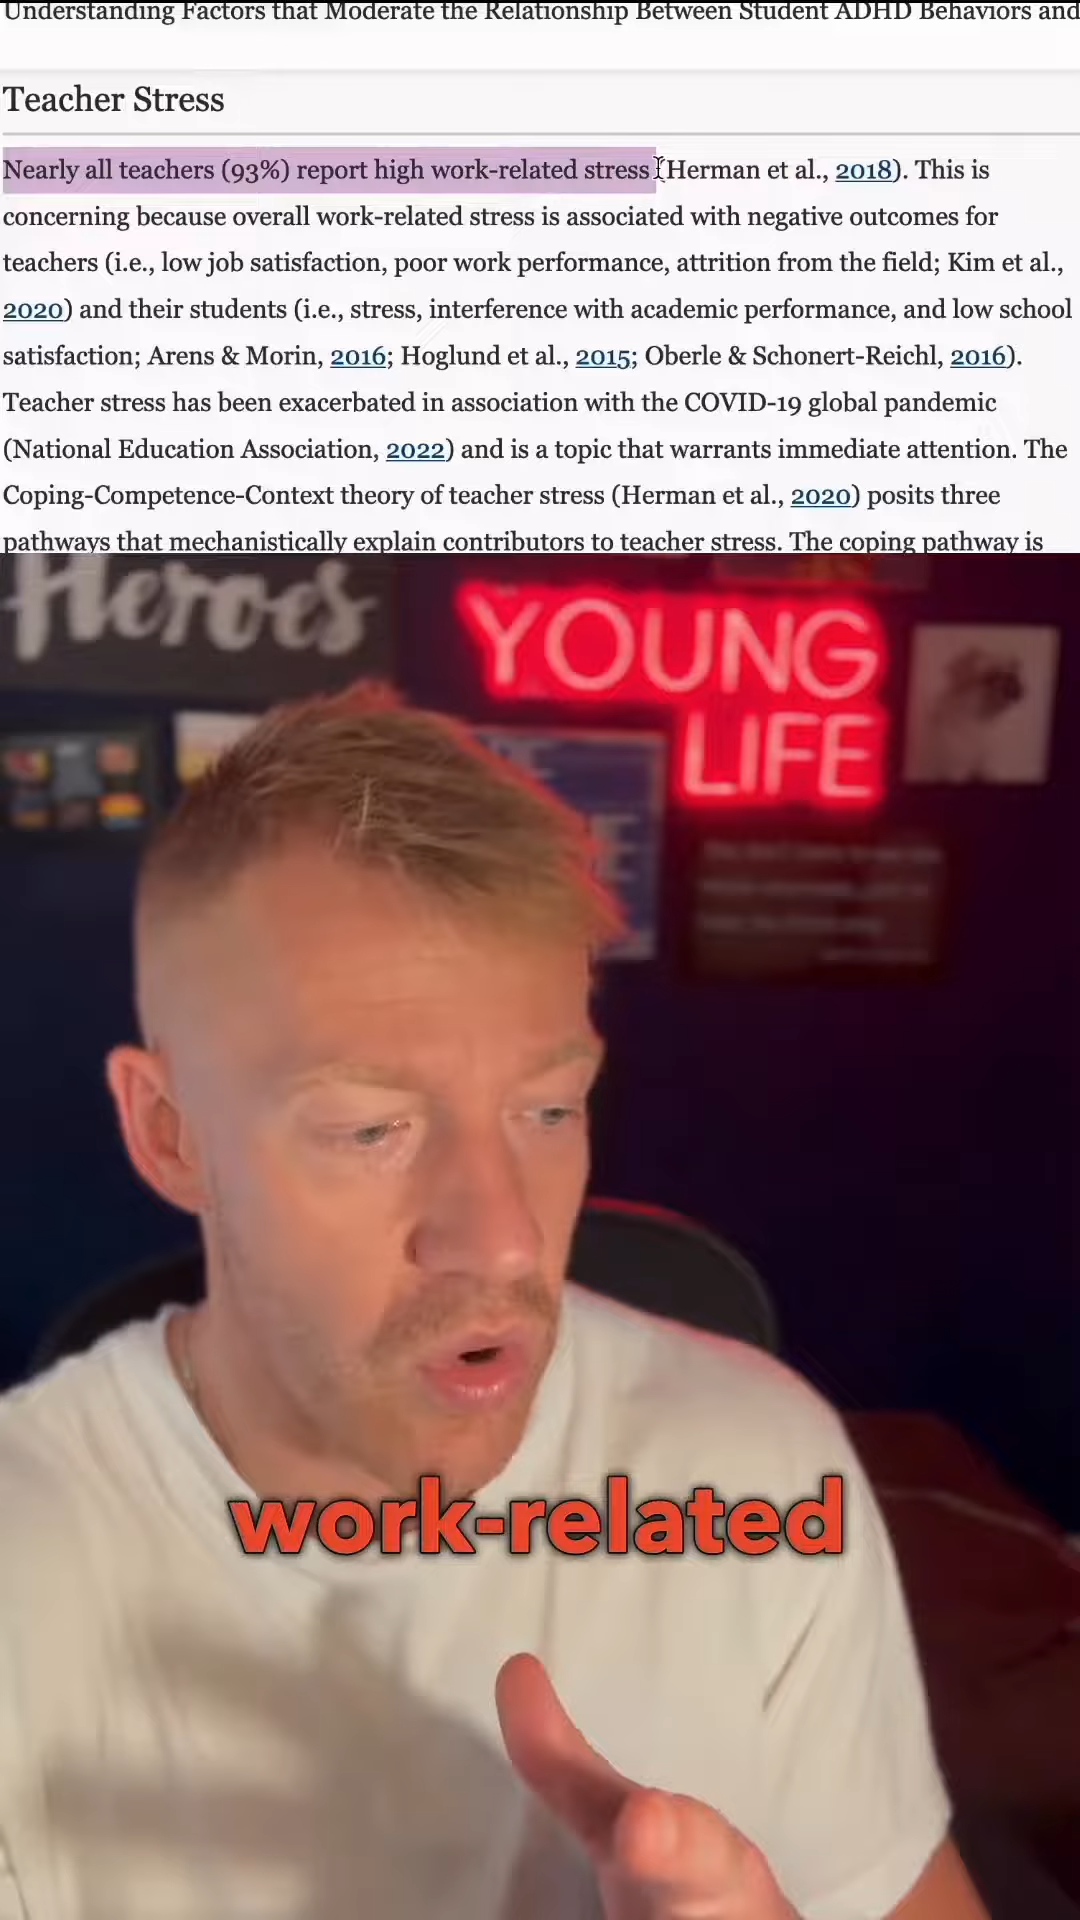 Understanding Factors that Moderate the Relationship Between Student ADHD Behaviors and
Teacher Stress
Nearly all teachers (93%) report high work-related stress (Herman et al., 2018). This is
concerning because overall work-related stress is associated with negative outcomes for
teachers (i.e., low job satisfaction, poor work performance, attrition from the field; Kim et al.,
2020) and their students (i.e., stress, interference with academic performance, and low school
satisfaction; Arens & Morin, 2016; Hoglund et al., 2015; Oberle & Schonert-Reichl, 2016).
Teacher stress has been exacerbated in association with the COVID-19 global pandemic
(National Education Association, 2022) and is a topic that warrants immediate attention. The
Coping-Competence-Context theory of teacher stress (Herman et al., 2020) posits three
pathways that mechanistically explain contributors to teacher stress. The coping pathway is
Heroes
YOUNG
LIFE
work-related